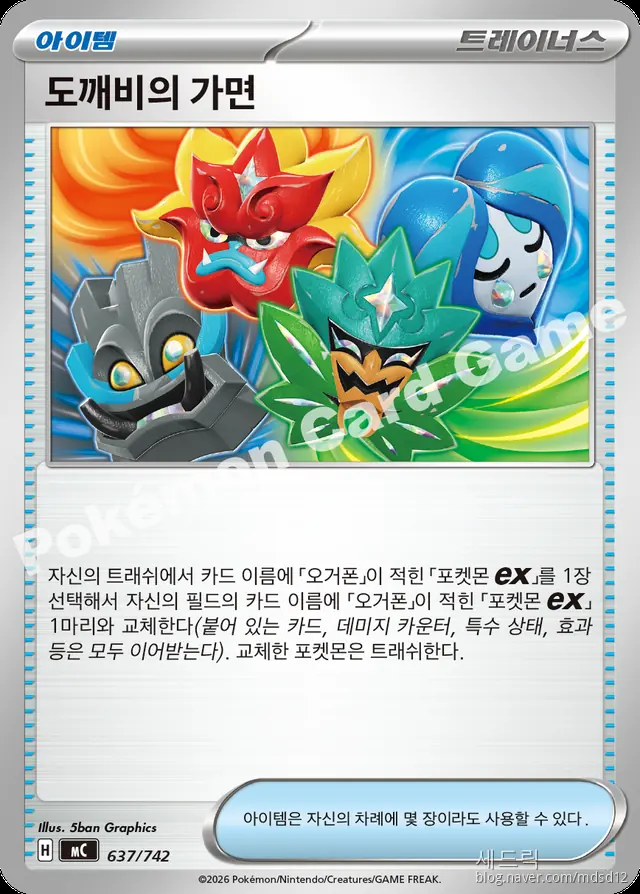 아이템 트레이너스
도깨비의 가면
Pokémon Card Game
자신의 트래쉬에서 카드 이름에 「오거폰」이 적힌 「포켓몬 ex」를 1장
선택해서 자신의 필드의 카드 이름에 「오거폰」이 적힌 「포켓몬 ex」
1마리와 교체한다(붙어 있는 카드, 데미지 카운터, 특수 상태, 효과
등은 모두 이어받는다). 교체한 포켓몬은 트래쉬한다.
아이템은 자신의 차례에 몇 장이라도 사용할 수 있다.
Illus. 5ban Graphics
H MC 637/742
©2026 Pokémon/Nintendo/Creatures/GAME FREAK.
세드릭
blog.naver.com/mdsd12